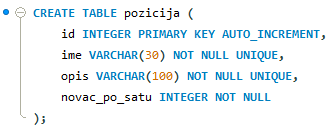 CREATE TABLE pozicija (
id INTEGER PRIMARY KEY AUTO_INCREMENT,
ime VARCHAR(30) NOT NULL UNIQUE,
opis VARCHAR(100) NOT NULL UNIQUE,
novac_po_satu INTEGER NOT NULL
);